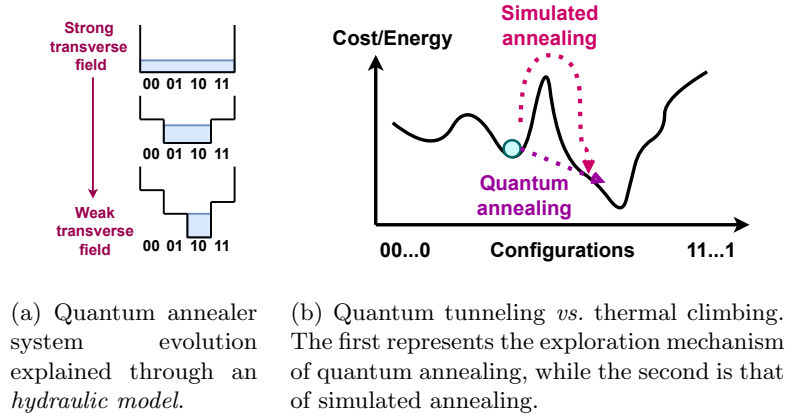 Strong
transverse
field
00 01 10 11
00 01 10 11
Weak
transverse
field
00 01 10 11
Cost/Energy
Simulated
annealing
Quantum
annealing
00...0 Configurations 11...1
(a) Quantum annealer
system evolution
explained through an
hydraulic model.
(b) Quantum tunneling vs. thermal climbing.
The first represents the exploration mechanism
of quantum annealing, while the second is that
of simulated annealing.